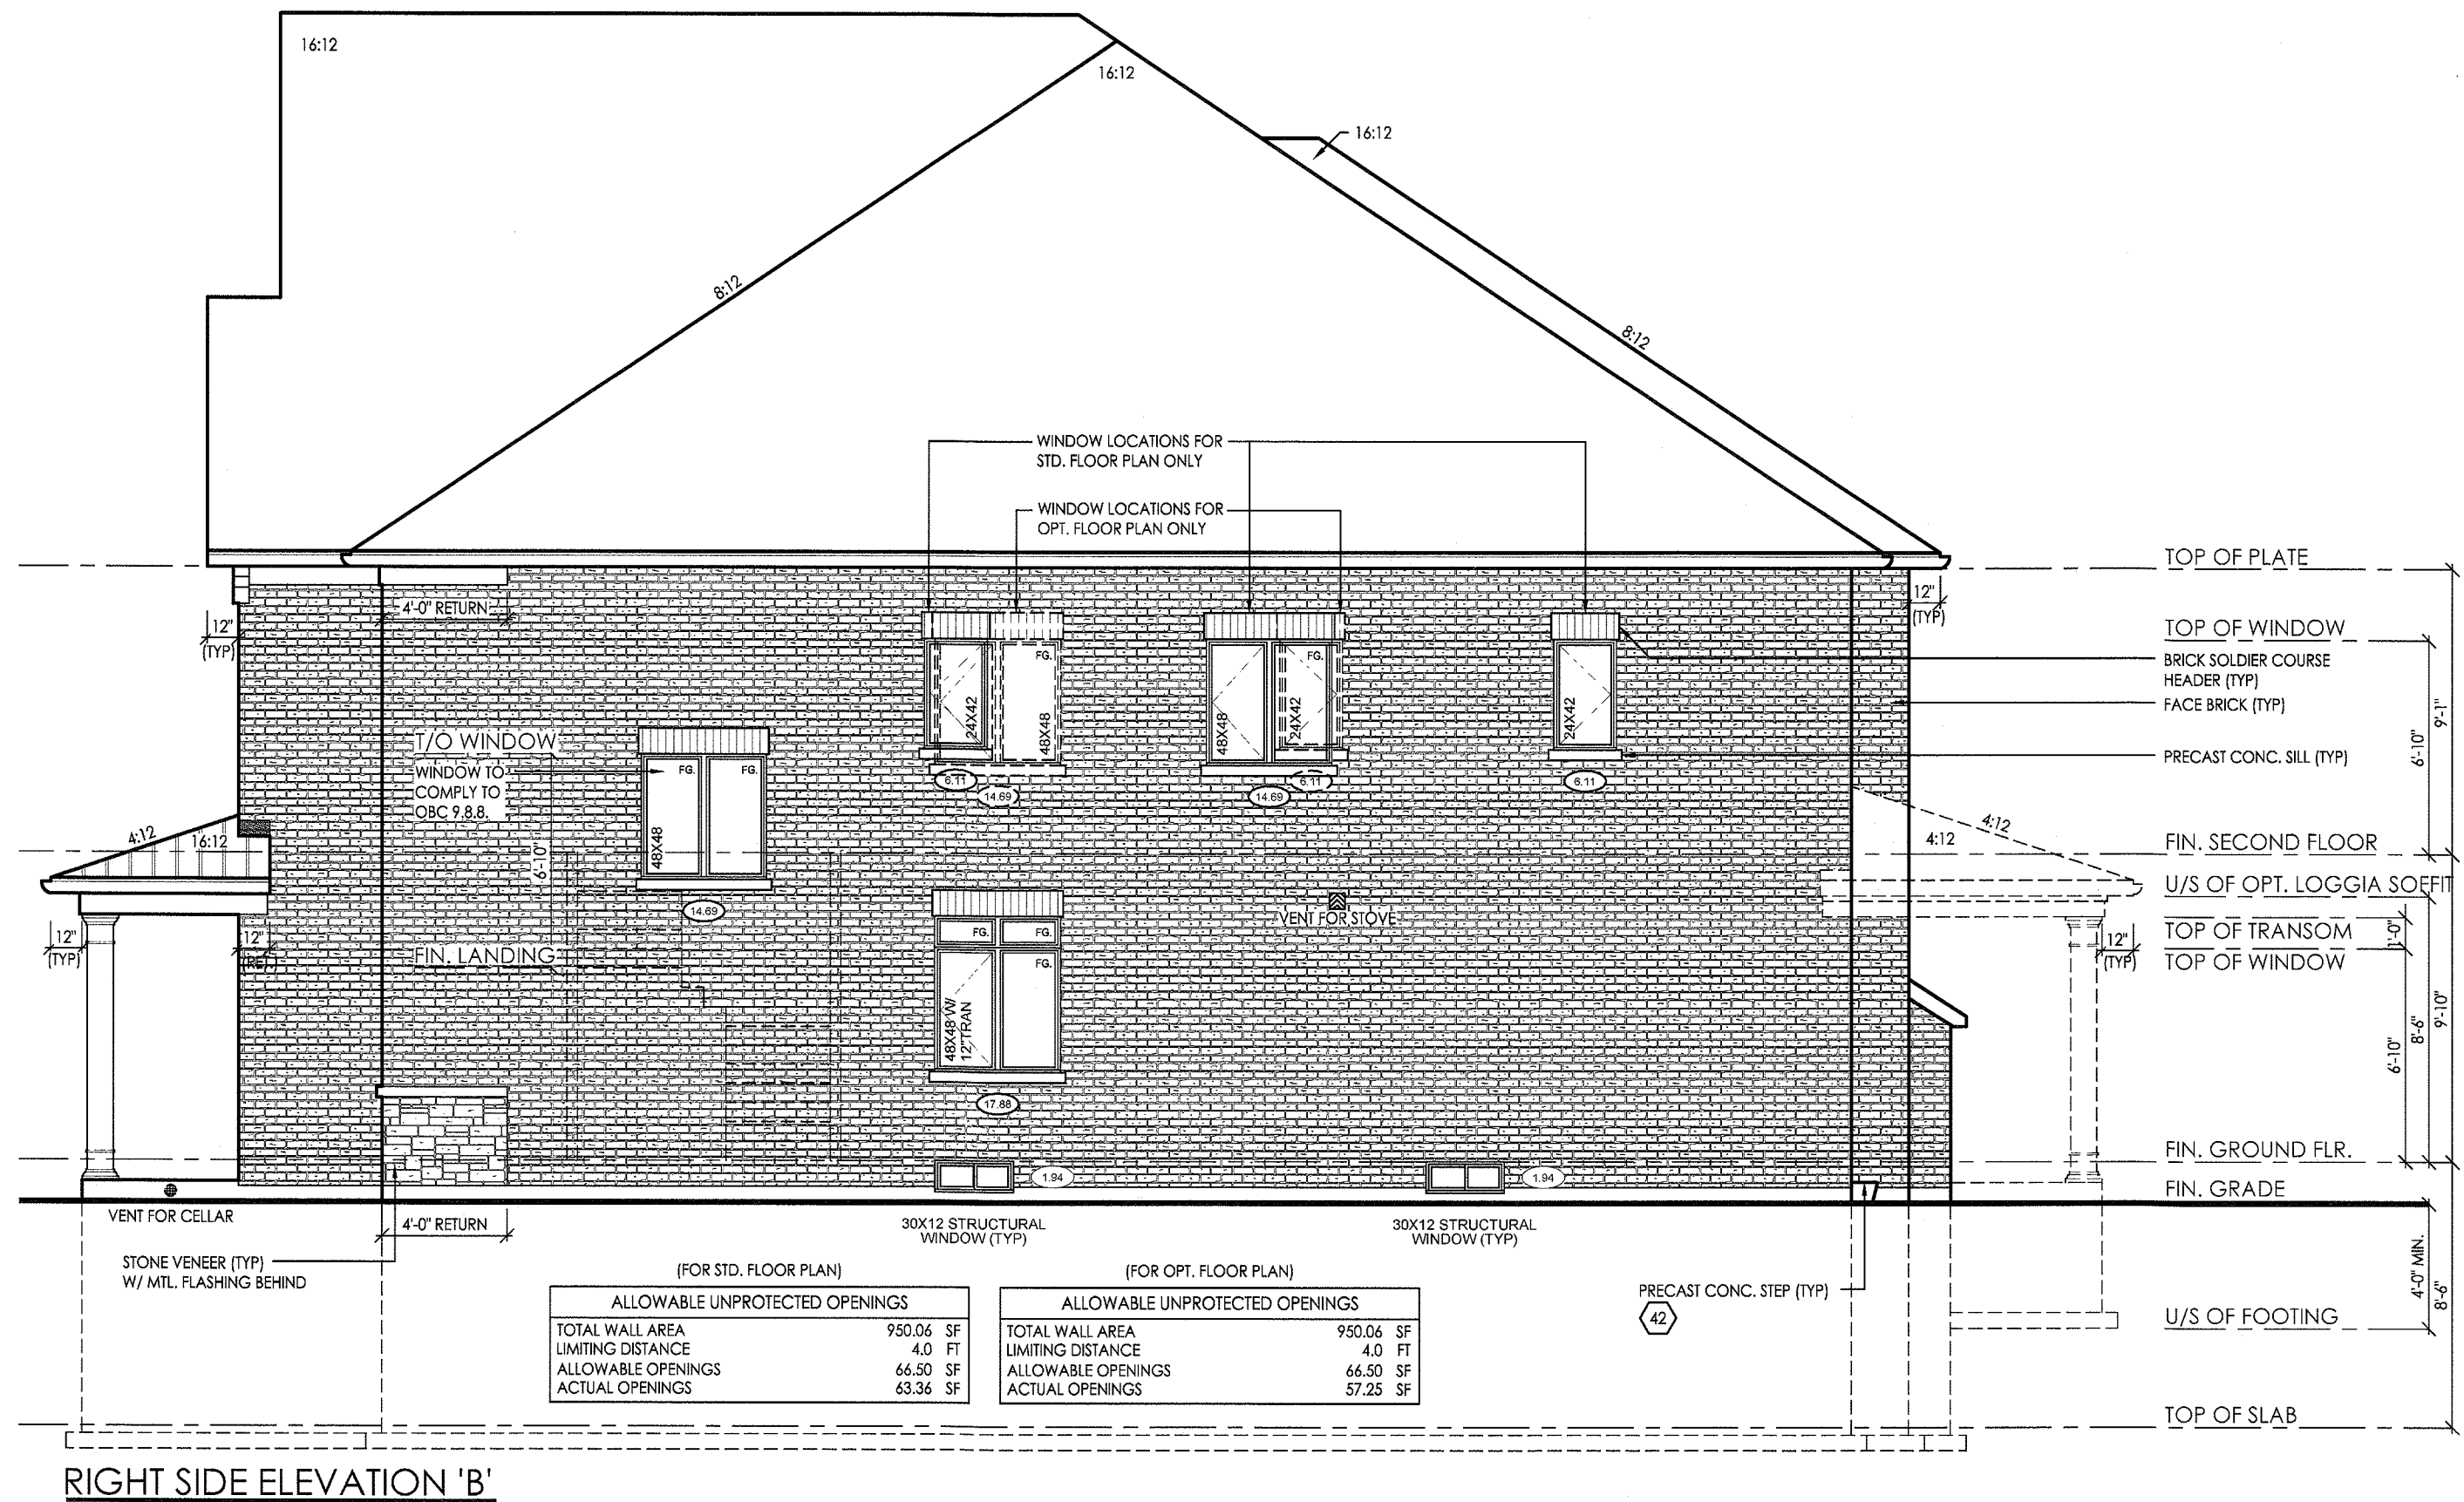 16:12
16:12
16:12
8:12
8:12
WINDOW LOCATIONS FOR
STD. FLOOR PLAN ONLY
WINDOW LOCATIONS FOR
OPT. FLOOR PLAN ONLY
TOP OF PLATE
4'-0" RETURN
12"
(TYP)
12"
(TYP)
TOP OF WINDOW
BRICK SOLDIER COURSE
HEADER (TYP)
FACE BRICK (TYP)
PRECAST CONC. SILL (TYP)
9'-1"
6'-10"
FG.
FG.
24X42
48X48
48X48
24X42
24X42
6.11
14.69
14.69
6.11
6.11
T/O WINDOW
WINDOW TO
COMPLY TO
OBC 9.8.8.
FG.
FG.
48X48
6'-10"
14.69
4:12
16:12
4:12
4:12
FIN. SECOND FLOOR
U/S OF OPT. LOGGIA SOFFIT
TOP OF TRANSOM
TOP OF WINDOW
1'-0"
12"
(TYP)
12"
(RET.)
12"
(TYP)
FIN. LANDING
VENT FOR STOVE
FG.
FG.
FG.
48X48 W/
12"TRAN
17.88
6'-10"
8'-6"
9'-10"
FIN. GROUND FLR.
1.94
1.94
FIN. GRADE
VENT FOR CELLAR
4'-0" RETURN
30X12 STRUCTURAL
WINDOW (TYP)
30X12 STRUCTURAL
WINDOW (TYP)
STONE VENEER (TYP)
W/ MTL. FLASHING BEHIND
(FOR STD. FLOOR PLAN)
ALLOWABLE UNPROTECTED OPENINGS
TOTAL WALL AREA 950.06 SF
LIMITING DISTANCE 4.0 FT
ALLOWABLE OPENINGS 66.50 SF
ACTUAL OPENINGS 63.36 SF
(FOR OPT. FLOOR PLAN)
ALLOWABLE UNPROTECTED OPENINGS
TOTAL WALL AREA 950.06 SF
LIMITING DISTANCE 4.0 FT
ALLOWABLE OPENINGS 66.50 SF
ACTUAL OPENINGS 57.25 SF
PRECAST CONC. STEP (TYP)
42
4'-0" MIN.
8'-6"
U/S OF FOOTING
TOP OF SLAB
RIGHT SIDE ELEVATION 'B'